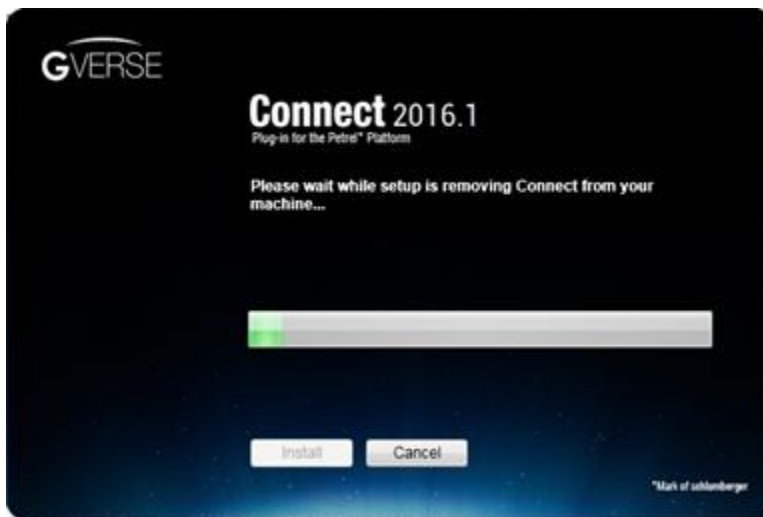 GVERSE
Connect 2016.1
Plug-in for the Petrel* Platform
Please wait while setup is removing Connect from your
machine...
Install
Cancel
*Mark of schlumberger